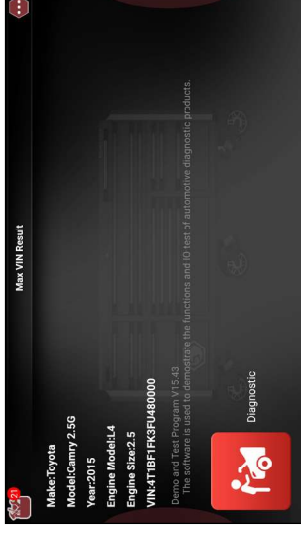 21
Max VIN Resut
Make:Toyota
Model:Camry 2.5G
Year:2015
Engine Model:L4
Engine Size:2.5
VIN:4T1BF1FK3FU480000
Demo and Test Program V15.43
The software is used to demostrate the functions and IO test of automotive diagnostic products.
Diagnostic